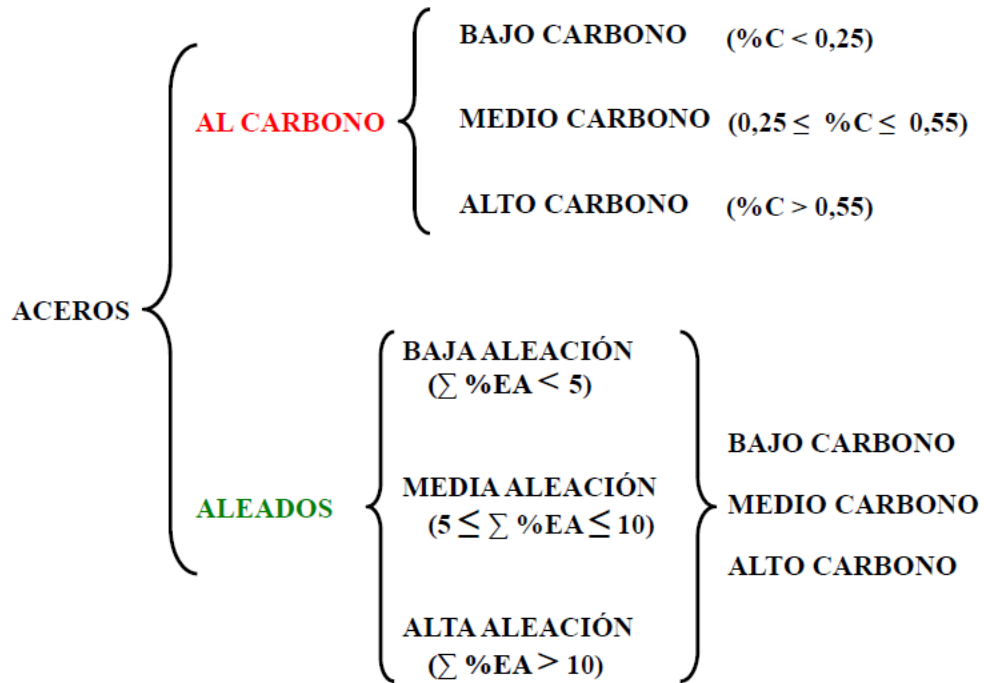 ACEROS
AL CARBONO
BAJO CARBONO (%C < 0,25)
MEDIO CARBONO (0,25 ≤ %C ≤ 0,55)
ALTO CARBONO (%C > 0,55)
ALEADOS
BAJA ALEACIÓN
(∑ %EA < 5)
MEDIA ALEACIÓN
(5 ≤ ∑ %EA ≤ 10)
ALTA ALEACIÓN
(∑ %EA > 10)
BAJO CARBONO
MEDIO CARBONO
ALTO CARBONO